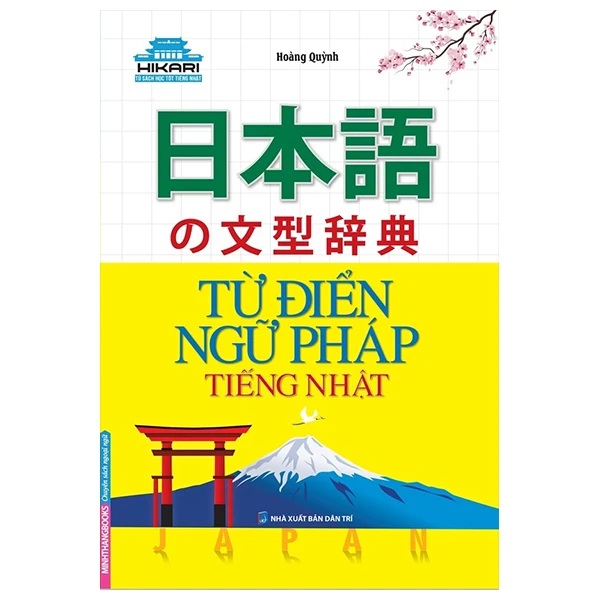 HIKARI
TỦ SÁCH HỌC TỐT TIẾNG NHẬT
Hoàng Quỳnh
日本語
の文型辞典
TỪ ĐIỂN
NGỮ PHÁP
TIẾNG NHẬT
MINHTHANGBOOKS Chuyên sách ngoại ngữ
NHÀ XUẤT BẢN DÂN TRÍ
JAPAN